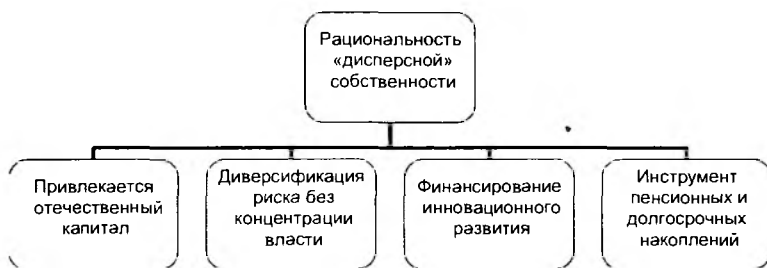 Рациональность
«дисперсной»
собственности
Привлекается
отечественный
капитал
Диверсификация
риска без
концентрации
власти
Финансирование
инновационного
развития
Инструмент
пенсионных и
долгосрочных
накоплений